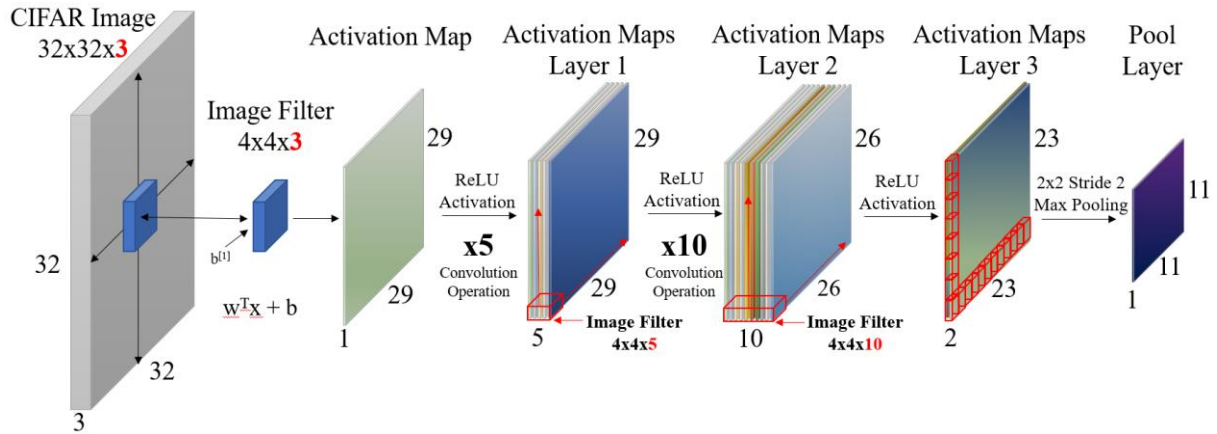 CIFAR Image
32x32x3
32
32
3
Image Filter
4x4x3
b[1]
wTx + b
Activation Map
29
29
1
ReLU
Activation
x5
Convolution
Operation
Activation Maps
Layer 1
29
29
5
Image Filter
4x4x5
ReLU
Activation
x10
Convolution
Operation
Activation Maps
Layer 2
26
26
10
Image Filter
4x4x10
ReLU
Activation
Activation Maps
Layer 3
23
23
2
2x2 Stride 2
Max Pooling
Pool
Layer
11
11
1